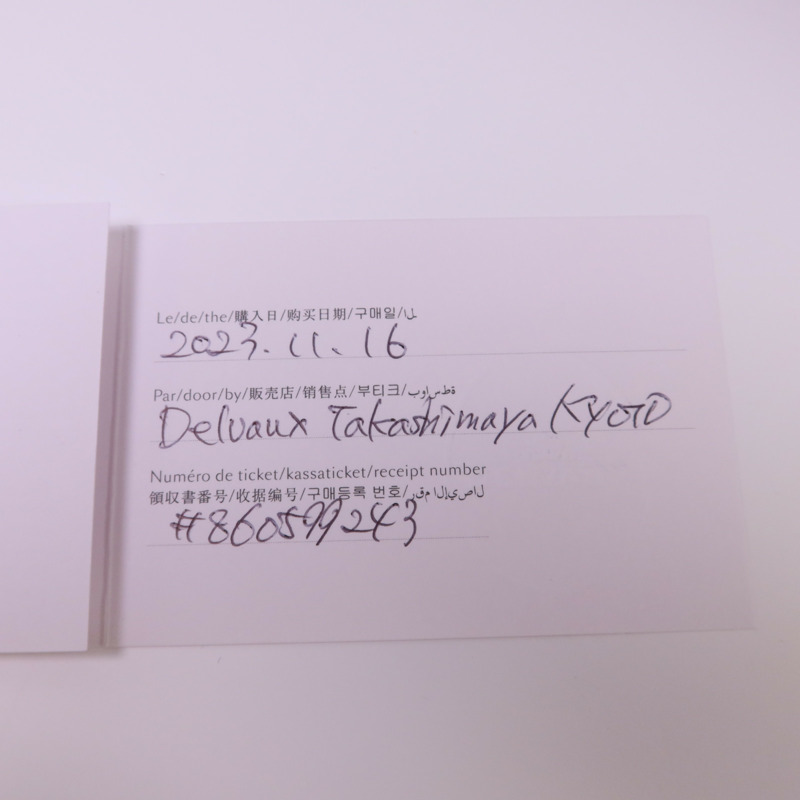 Le/de/the/購入日/购买日期/구매일/ﺍﻟ
2023.11.16
Par/door/by/販売店/销售点/부티크/بواسطة
Delvaux Takashimaya KYOTO
Numéro de ticket/kassaticket/receipt number
領収書番号/收据编号/구매등록 번호/رقم الإيصال
#860599243